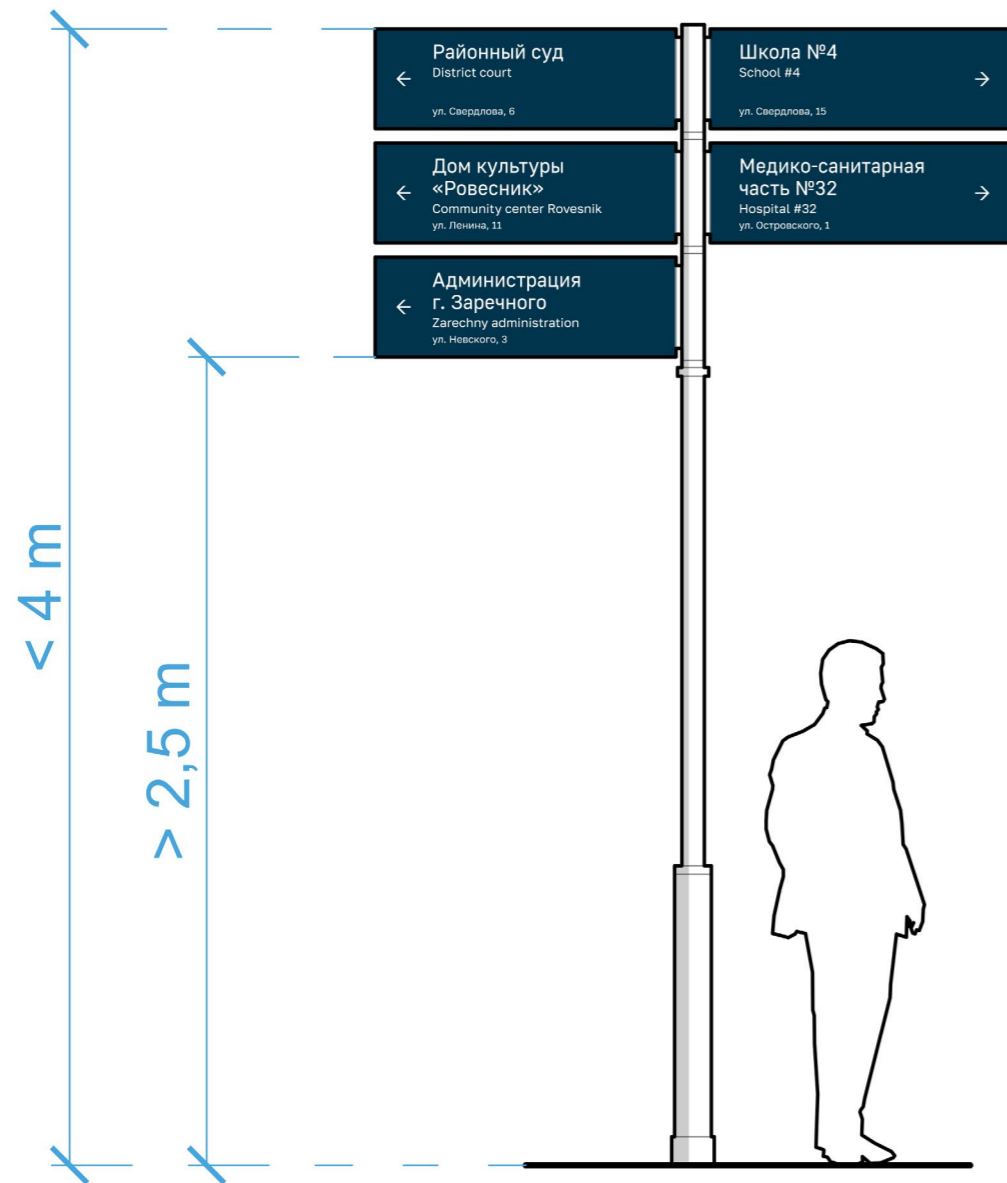 Районный суд
District court
ул. Свердлова, 6
Школа №4
School #4
ул. Свердлова, 15
Дом культуры
«Ровесник»
Community center Rovesnik
ул. Ленина, 11
Медико-санитарная
часть №32
Hospital #32
ул. Островского, 1
Администрация
г. Заречного
Zarechny administration
ул. Невского, 3
< 4 m
> 2,5 m